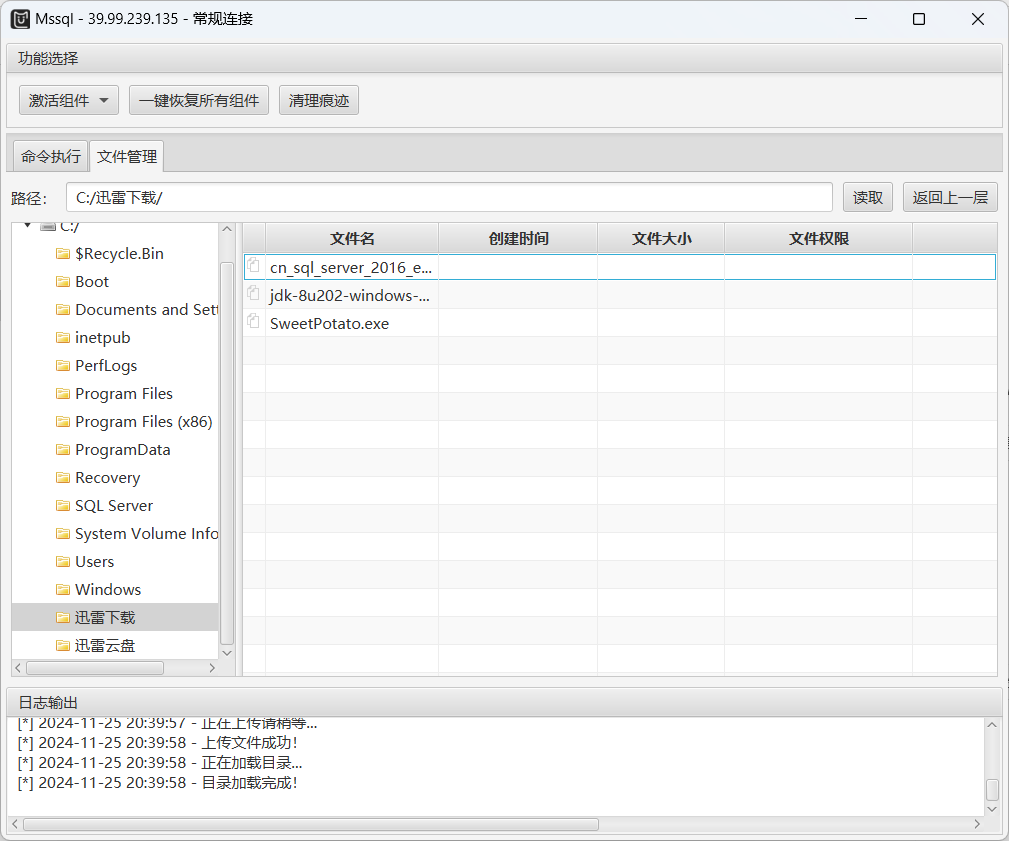 Mssql - 39.99.239.135 - 常规连接
功能选择
激活组件 一键恢复所有组件 清理痕迹
命令执行 文件管理
路径: C:/迅雷下载/ 读取 返回上一层
C:/
$Recycle.Bin
Boot
Documents and Sett
inetpub
PerfLogs
Program Files
Program Files (x86)
ProgramData
Recovery
SQL Server
System Volume Info
Users
Windows
迅雷下载
迅雷云盘
文件名 创建时间 文件大小 文件权限
cn_sql_server_2016_e...
jdk-8u202-windows-...
SweetPotato.exe
日志输出
[*] 2024-11-25 20:39:57 - 正在上传请稍等...
[*] 2024-11-25 20:39:58 - 上传文件成功!
[*] 2024-11-25 20:39:58 - 正在加载目录...
[*] 2024-11-25 20:39:58 - 目录加载完成!